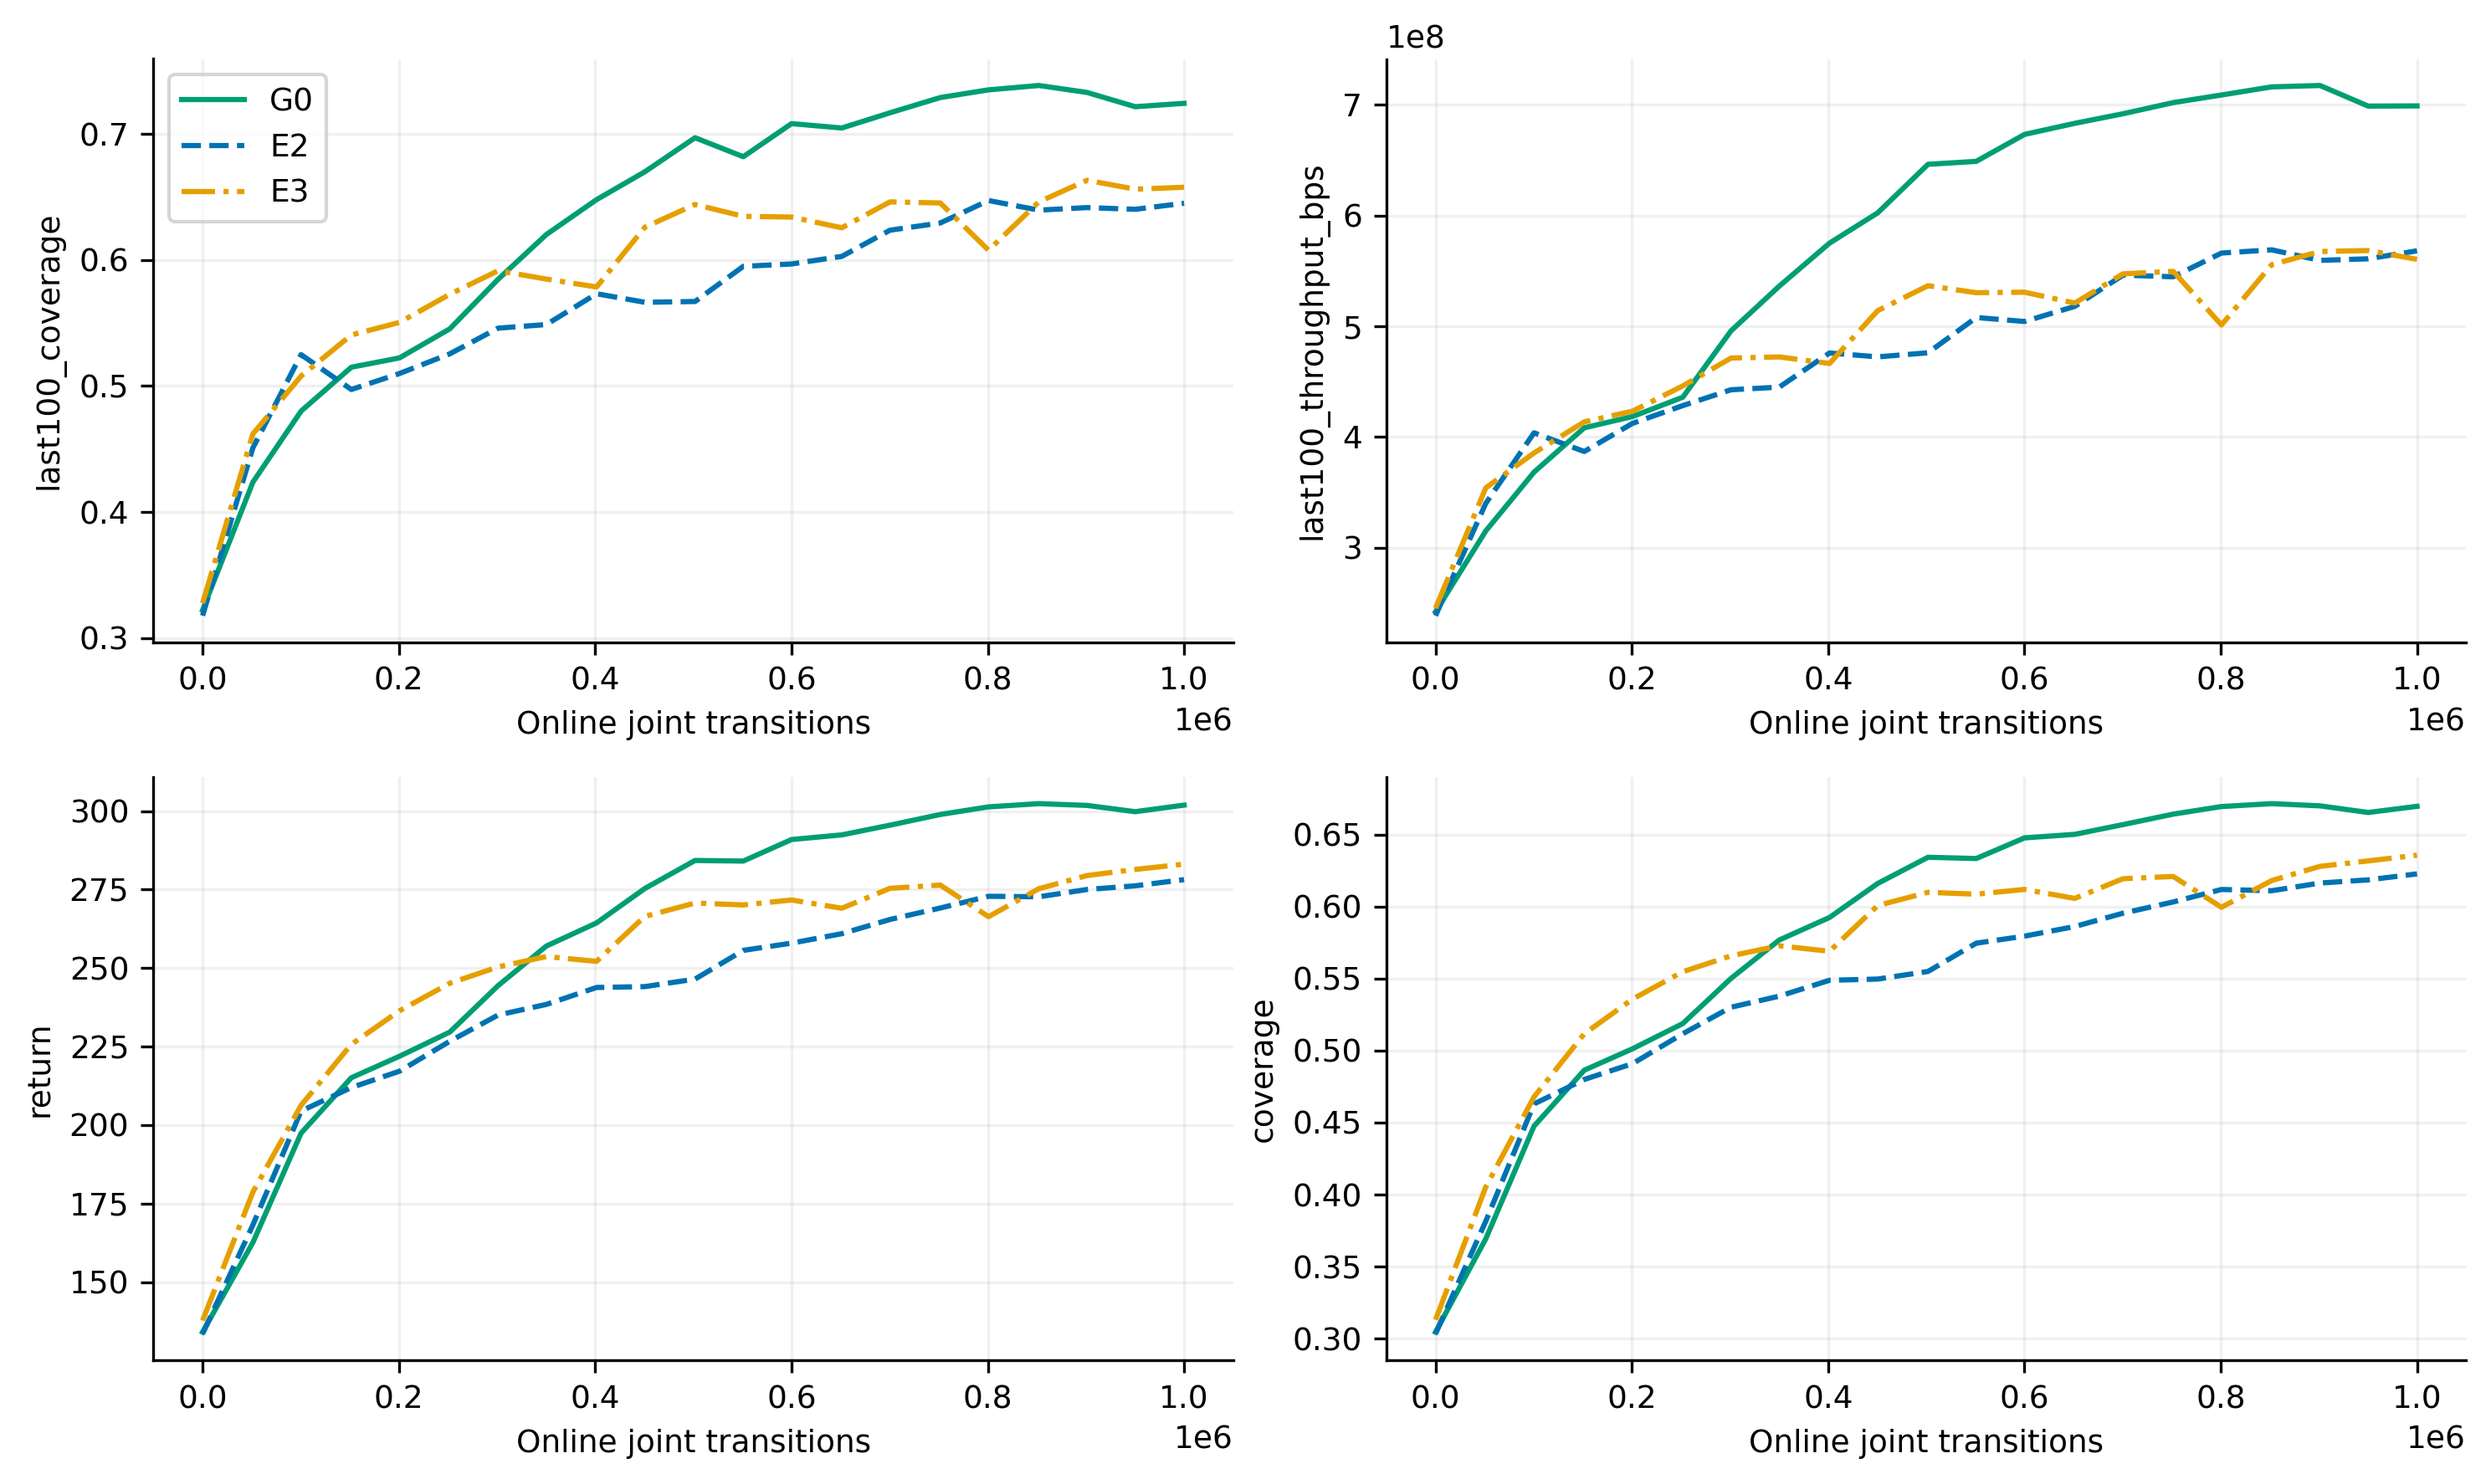 G0
E2
E3
last100_coverage
0.7
0.6
0.5
0.4
0.3
0.0 0.2 0.4 0.6 0.8 1.0
1e6
Online joint transitions
1e8
last100_throughput_bps
7
6
5
4
3
0.0 0.2 0.4 0.6 0.8 1.0
1e6
Online joint transitions
return
300
275
250
225
200
175
150
0.0 0.2 0.4 0.6 0.8 1.0
1e6
Online joint transitions
coverage
0.65
0.60
0.55
0.50
0.45
0.40
0.35
0.30
0.0 0.2 0.4 0.6 0.8 1.0
1e6
Online joint transitions